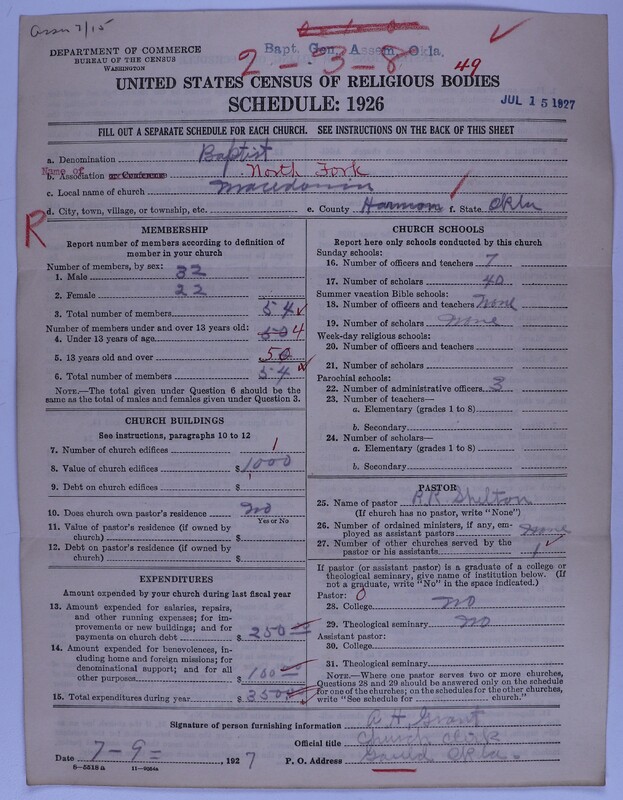 assn 7/15
DEPARTMENT OF COMMERCE
BUREAU OF THE CENSUS
WASHINGTON
Bapt. Gen. Assem. Okla.
2-3-8
49
UNITED STATES CENSUS OF RELIGIOUS BODIES
SCHEDULE: 1926
JUL 15 1927
FILL OUT A SEPARATE SCHEDULE FOR EACH CHURCH. SEE INSTRUCTIONS ON THE BACK OF THIS SHEET
a. Denomination Baptist
Name of
b. Association or Conference North Fork
c. Local name of church Macedonia
d. City, town, village, or township, etc. e. County Harmon f. State Okla
R
MEMBERSHIP
Report number of members according to definition of
member in your church
Number of members, by sex:
1. Male 32
2. Female 22
3. Total number of members 54
Number of members under and over 13 years old:
4. Under 13 years of age 50 4
5. 13 years old and over 50
6. Total number of members 54
NOTE.—The total given under Question 6 should be
same as the total of males and females given under Question 3.
CHURCH BUILDINGS
See instructions, paragraphs 10 to 12
7. Number of church edifices 1
8. Value of church edifices $1000
9. Debt on church edifices $
10. Does church own pastor's residence no
Yes or No
11. Value of pastor's residence (if owned by
church) $
12. Debt on pastor's residence (if owned by
church) $
EXPENDITURES
Amount expended by your church during last fiscal year
13. Amount expended for salaries, repairs,
and other running expenses; for im-
provements or new buildings; and for
payments on church debt $250
14. Amount expended for benevolences, in-
cluding home and foreign missions; for
denominational support; and for all
other purposes $100
15. Total expenditures during year $350
CHURCH SCHOOLS
Report here only schools conducted by this church
Sunday schools:
16. Number of officers and teachers 7
17. Number of scholars 40
Summer vacation Bible schools:
18. Number of officers and teachers None
19. Number of scholars None
Week-day religious schools:
20. Number of officers and teachers
21. Number of scholars
Parochial schools:
22. Number of administrative officers 3
23. Number of teachers—
a. Elementary (grades 1 to 8)
b. Secondary
24. Number of scholars—
a. Elementary (grades 1 to 8)
b. Secondary
PASTOR
25. Name of pastor R.R. Shelton
(If church has no pastor, write "None")
26. Number of ordained ministers, if any, em-
ployed as assistant pastors None
27. Number of other churches served by the
pastor or his assistants 1
If pastor (or assistant pastor) is a graduate of a college or
theological seminary, give name of institution below. (If
not a graduate, write "No" in the space indicated.)
Pastor: 0
28. College no
29. Theological seminary no
Assistant pastor:
30. College
31. Theological seminary
NOTE.—Where one pastor serves two or more churches,
Questions 28 and 29 should be answered only on the schedule
for one of the churches; on the schedules for the other churches,
write "See schedule for church."
Signature of person furnishing information R.H. Grant
Official title Church Clerk
Date 7-9 = , 1927 P. O. Address Gould Okla.
6—5518 a 11—9264a